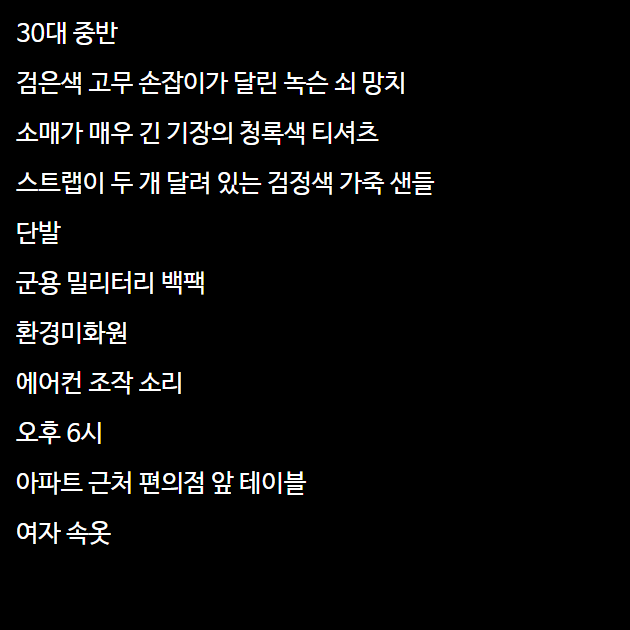 30대 중반
검은색 고무 손잡이가 달린 녹슨 쇠 망치
소매가 매우 긴 기장의 청록색 티셔츠
스트랩이 두 개 달려 있는 검정색 가죽 샌들
단발
군용 밀리터리 백팩
환경미화원
에어컨 조작 소리
오후 6시
아파트 근처 편의점 앞 테이블
여자 속옷